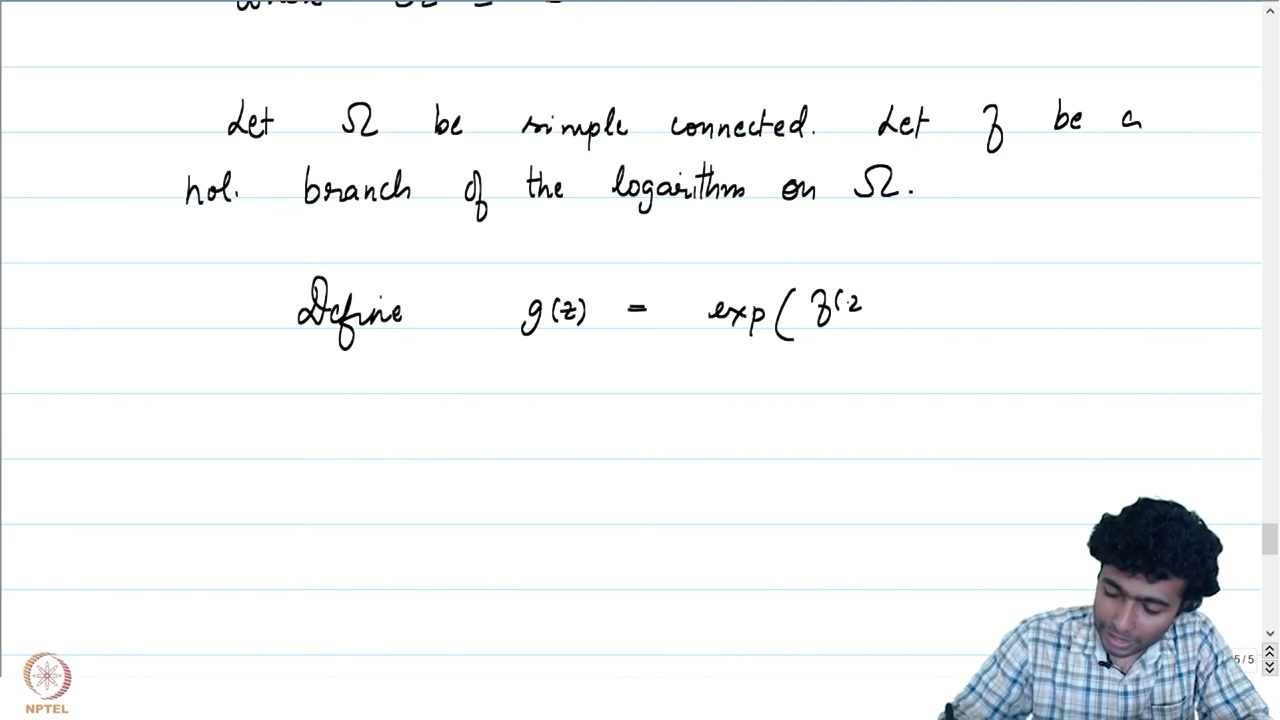 Let Ω be simple connected. Let f be a
hol. branch of the logarithm on Ω.
Define g(z) = exp( f(z
5/5
NPTEL